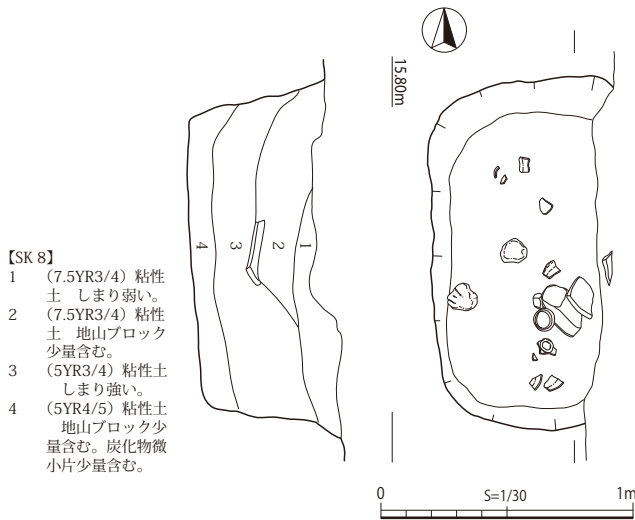 15.80m
4
3
2
1
【SK 8】
1 （7.5YR3/4）粘性
土 しまり弱い。
2 （7.5YR3/4）粘性
土 地山ブロック
少量含む。
3 （5YR3/4）粘性土
しまり強い。
4 （5YR4/5）粘性土
地山ブロック少
量含む。炭化物微
小片少量含む。
0 S=1/30 1m